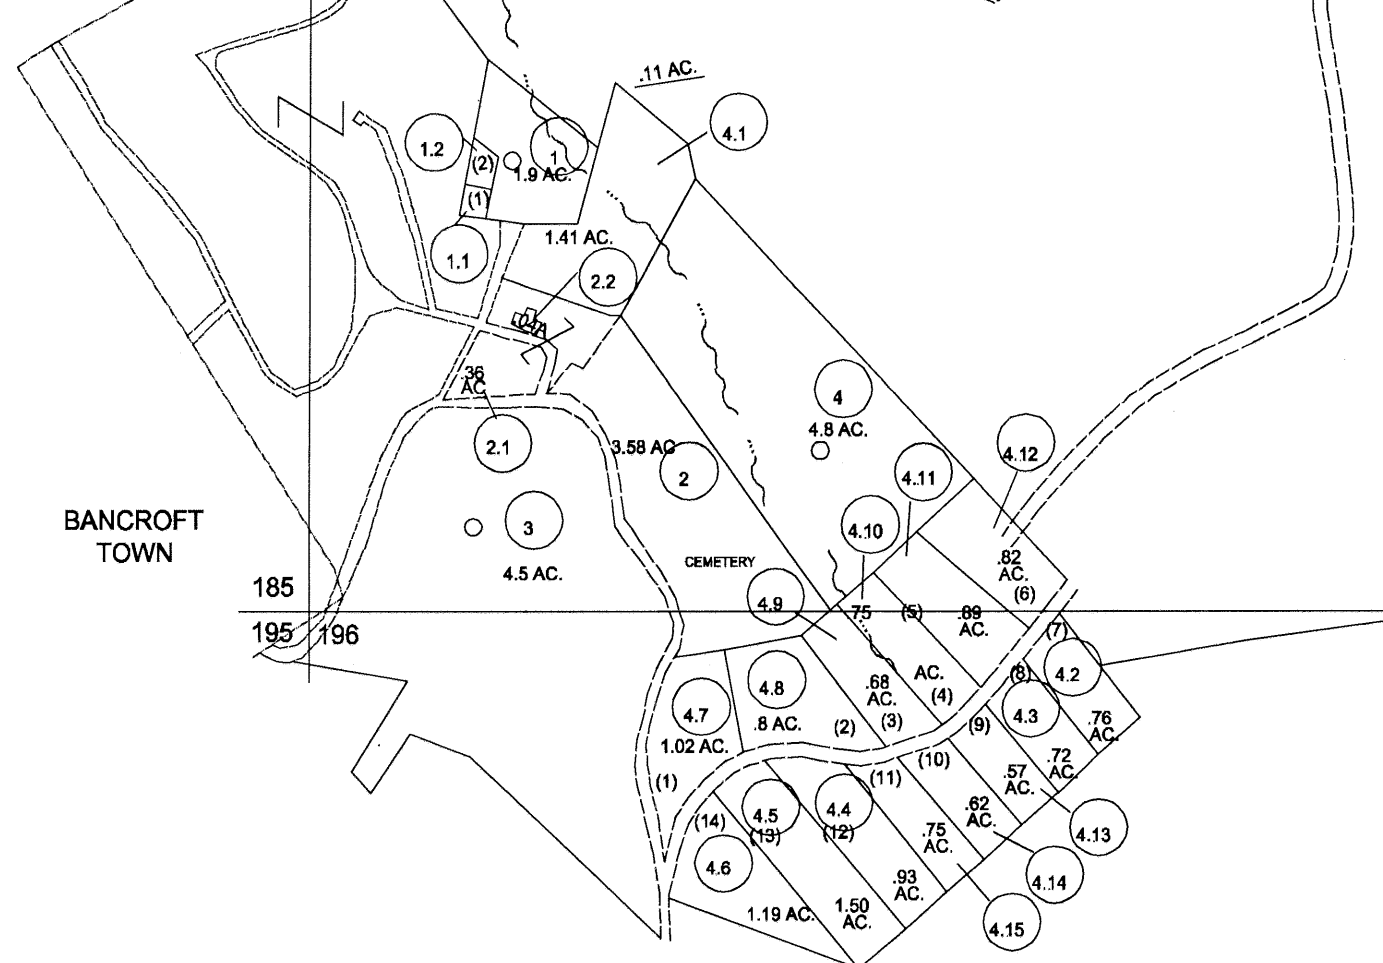 .11 AC.
4.1
1.2
(2)
1
1.9 AC.
(1)
1.41 AC.
1.1
2.2
.04A
.36
AC
4
4.8 AC.
2.1
3.58 AC
2
4.12
4.11
BANCROFT
TOWN
3
4.10
CEMETERY
4.5 AC.
.82
AC.
(6)
185
4.9
.75
(5)
.89
AC.
195
196
(7)
4.8
.68
AC.
AC.
(4)
(8)
4.2
4.7
.8 AC.
(2)
(3)
4.3
(9)
.76
AC.
1.02 AC.
(10)
.72
AC.
(1)
(11)
.57
AC.
4.5
4.4
(14)
(13)
(12)
.62
AC.
.75
AC.
4.13
4.6
.93
AC.
4.14
1.19 AC.
1.50
AC.
4.15